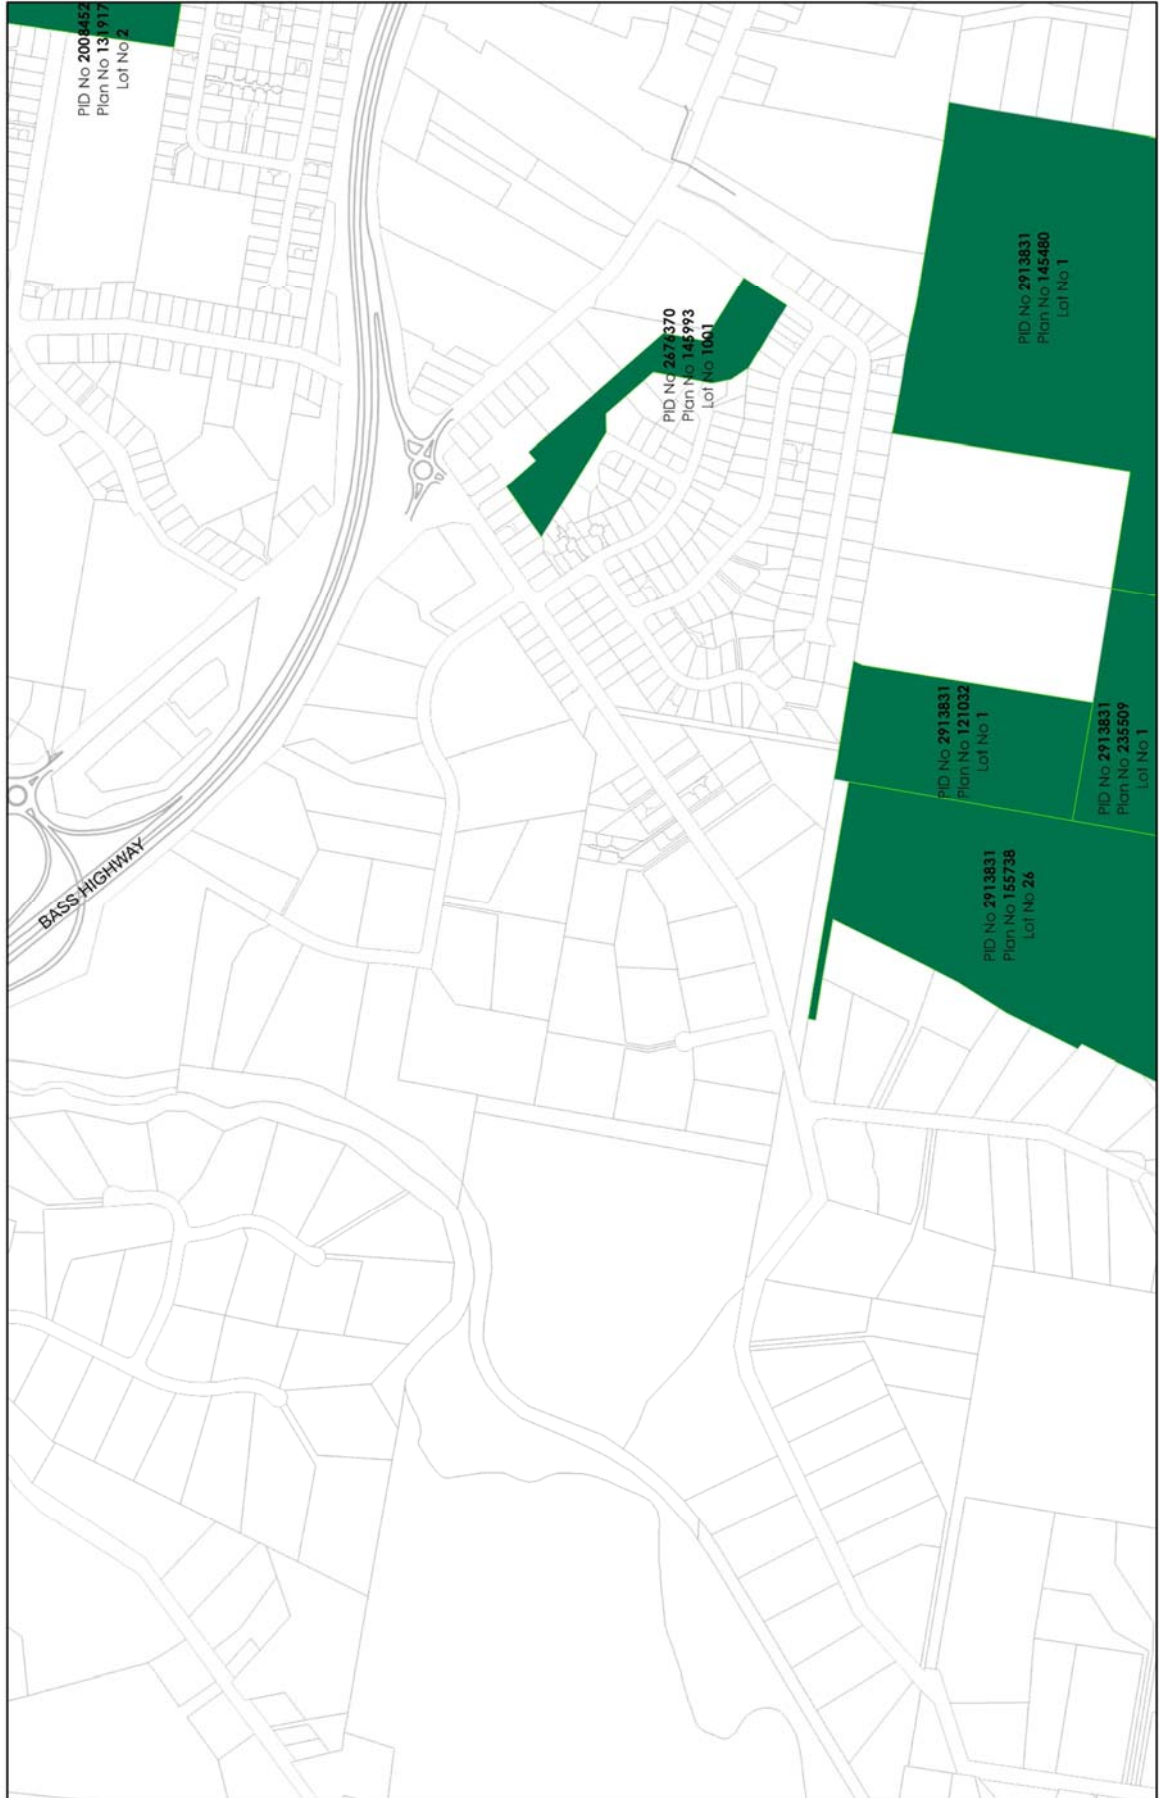 PID No 2008452
Plan No 131917
Lot No 2
PID No 2913831
Plan No 145480
Lot No 1
PID No 2676370
Plan No 145993
Lot No 1001
PID No 2913831
Plan No 121032
Lot No 1
PID No 2913831
Plan No 235509
Lot No 1
BASS HIGHWAY
PID No 2913831
Plan No 155738
Lot No 26